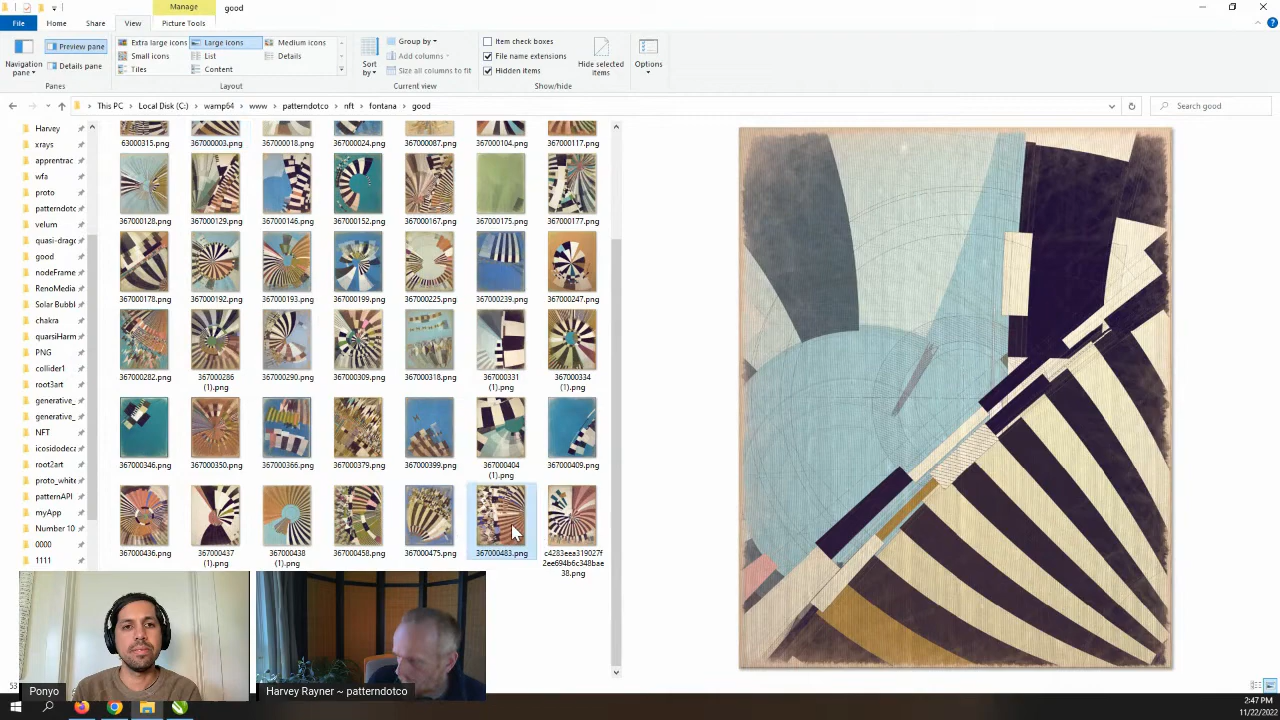 Manage
good
File
Home
Share
View
Picture Tools
Navigation pane
Preview pane
Details pane
Panes
Extra large icons
Large icons
Medium icons
Small icons
List
Details
Tiles
Content
Layout
Sort by
Group by
Add columns
Size all columns to fit
Current view
Item check boxes
File name extensions
Hidden items
Hide selected items
Show/hide
Options
This PC > Local Disk (C:) > wamp64 > www > patterndotco > nft > fontana > good
Search good
Harvey
xrays
apprentrac
wfa
proto
patterndotc
velum
quasi-drago
good
nodeFrame
RenoMedia
Solar Bubbl
chakra
quarsiHarm
PNG
collider1
root3art
generative_
generative_
NFT
icosidodeca
root2art
proto_white
patternAPI
myApp
Number 10
0000
1111
63000315.png
367000003.png
367000018.png
367000024.png
367000087.png
367000104.png
367000117.png
367000128.png
367000129.png
367000146.png
367000152.png
367000167.png
367000175.png
367000177.png
367000178.png
367000192.png
367000193.png
367000199.png
367000225.png
367000239.png
367000247.png
367000282.png
367000286 (1).png
367000290.png
367000309.png
367000318.png
367000331 (1).png
367000334 (1).png
367000346.png
367000350.png
367000366.png
367000379.png
367000399.png
367000404 (1).png
367000409.png
367000436.png
367000437 (1).png
367000438 (1).png
367000458.png
367000475.png
367000483.png
c4283eea319027f
2ee694b6c348bae
38.png
53
Ponyo
Harvey Rayner ~ patterndotco
2:47 PM
11/22/2022